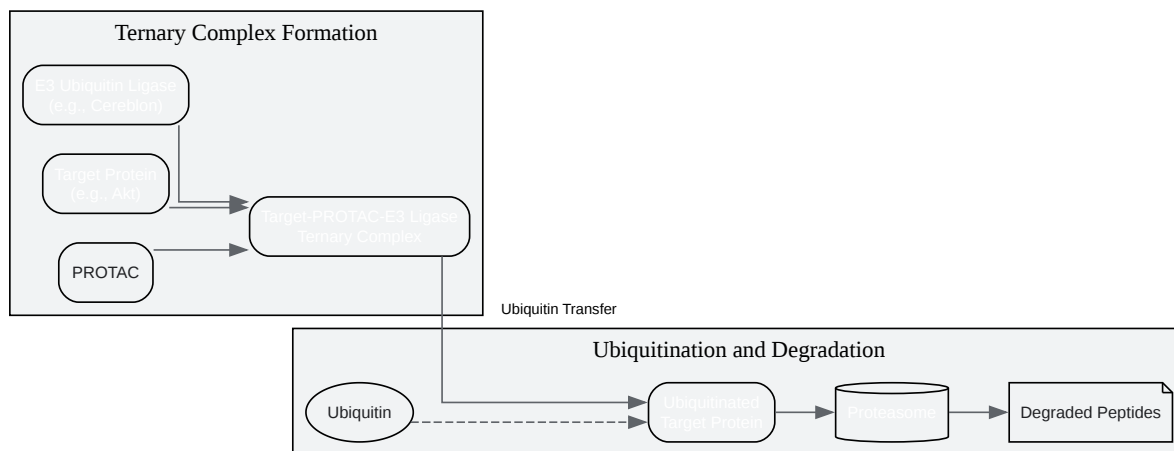 Ternary Complex Formation
E3 Ubiquitin Ligase
(e.g., Cereblon)
Target Protein
(e.g., Akt)
Target-PROTAC-E3 Ligase
Ternary Complex
PROTAC
Ubiquitin Transfer
Ubiquitination and Degradation
Ubiquitin
Ubiquitinated
Target Protein
Proteasome
Degraded Peptides